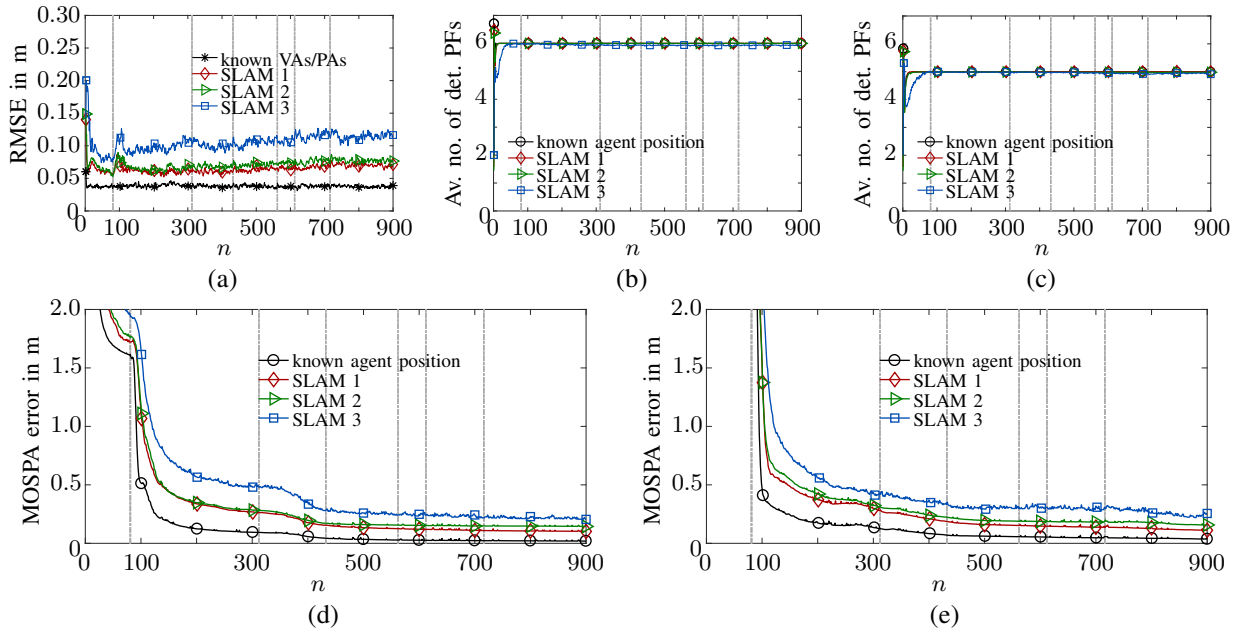 0.30
0.25
0.20
0.15
0.10
0.05
0
RMSE in m
known VAs/PAs
SLAM 1
SLAM 2
SLAM 3
0 100 300 500 700 900
n
(a)
6
4
2
0
Av. no. of det. PFs
known agent position
SLAM 1
SLAM 2
SLAM 3
0 100 300 500 700 900
n
(b)
6
4
2
0
Av. no. of det. PFs
known agent position
SLAM 1
SLAM 2
SLAM 3
0 100 300 500 700 900
n
(c)
2.0
1.5
1.0
0.5
0
MOSPA error in m
known agent position
SLAM 1
SLAM 2
SLAM 3
0 100 300 500 700 900
n
(d)
2.0
1.5
1.0
0.5
0
MOSPA error in m
known agent position
SLAM 1
SLAM 2
SLAM 3
0 100 300 500 700 900
n
(e)